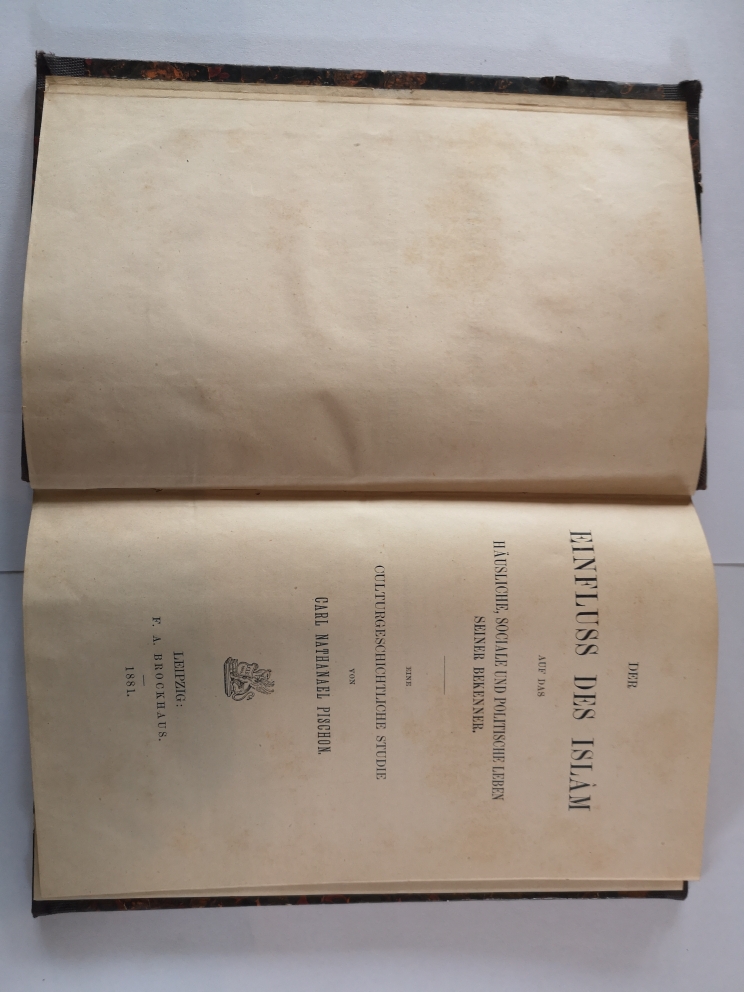 DER
EINFLUSS DES ISLÂM
AUF DAS
HÄUSLICHE, SOCIALE UND POLITISCHE LEBEN
SEINER BEKENNER.
EINE
CULTURGESCHICHTLICHE STUDIE
VON
CARL NATHANAEL PISCHON.
LEIPZIG:
F. A. BROCKHAUS.
1881.